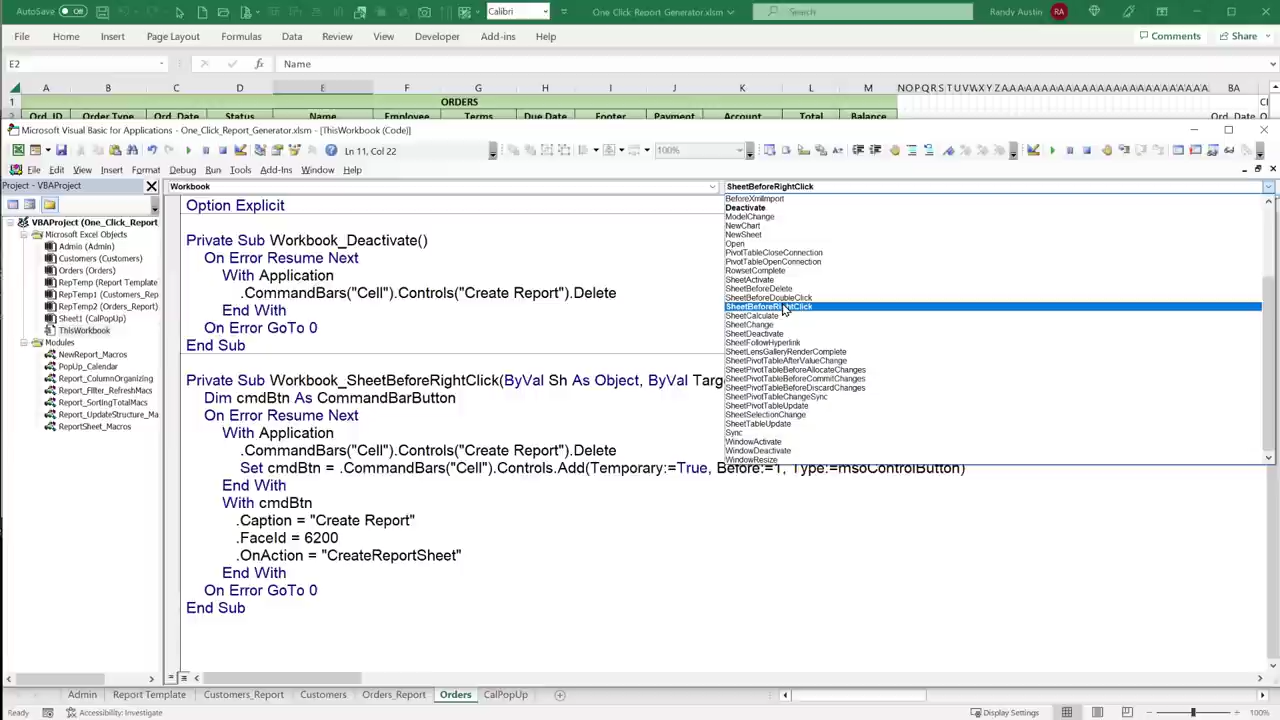 Calibri
One Click Report Generator.xlsm
Search
Randy Austin
RA
File Home Insert Page Layout Formulas Data Review View Developer Add-ins Help
Comments Share
E2
Name
A B C D E F G H I J K L M
BA
1 ORDERS
Ord. ID Order Type Ord. Date Status Name Employee Terms Due Date Footer Payment Account Total Balance
Microsoft Visual Basic for Applications - One_Click_Report_Generator.xlsm - [ThisWorkbook (Code)]
Ln 11, Col 22
100%
File Edit View Insert Format Debug Run Tools Add-Ins Window Help
Project - VBAProject
VBAProject (One_Click_Report
Microsoft Excel Objects
Admin (Admin)
Customers (Customers)
Orders (Orders)
RepTemp (Report Template
RepTemp1 (Customers_Rep
RepTemp2 (Orders_Report)
Sheet1 (CalPopUp)
ThisWorkbook
Modules
NewReport_Macros
PopUp_Calendar
Report_ColumnOrganizing
Report_Filter_RefreshMacs
Report_SortingTotalMacs
Report_UpdateStructure_Ma
ReportSheet_Macros
Workbook
SheetBeforeRightClick
Option Explicit
Private Sub Workbook_Deactivate()
On Error Resume Next
With Application
.CommandBars("Cell").Controls("Create Report").Delete
End With
On Error GoTo 0
End Sub
Private Sub Workbook_SheetBeforeRightClick(ByVal Sh As Object, ByVal Targ
Dim cmdBtn As CommandBarButton
On Error Resume Next
With Application
.CommandBars("Cell").Controls("Create Report").Delete
Set cmdBtn = .CommandBars("Cell").Controls.Add(Temporary:=True, Before:=1, Type:=msoControlButton)
End With
With cmdBtn
.Caption = "Create Report"
.FaceId = 6200
.OnAction = "CreateReportSheet"
End With
On Error GoTo 0
End Sub
BeforeXmlImport
Deactivate
ModelChange
NewChart
NewSheet
Open
PivotTableCloseConnection
PivotTableOpenConnection
RowsetComplete
SheetActivate
SheetBeforeDelete
SheetBeforeDoubleClick
SheetBeforeRightClick
SheetCalculate
SheetChange
SheetDeactivate
SheetFollowHyperlink
SheetLensGalleryRenderComplete
SheetPivotTableAfterValueChange
SheetPivotTableBeforeAllocateChanges
SheetPivotTableBeforeCommitChanges
SheetPivotTableBeforeDiscardChanges
SheetPivotTableChangeSync
SheetPivotTableUpdate
SheetSelectionChange
SheetTableUpdate
Sync
WindowActivate
WindowDeactivate
WindowResize
Admin Report Template Customers_Report Customers Orders_Report Orders CalPopUp
Ready
Accessibility: Investigate
Display Settings
100%